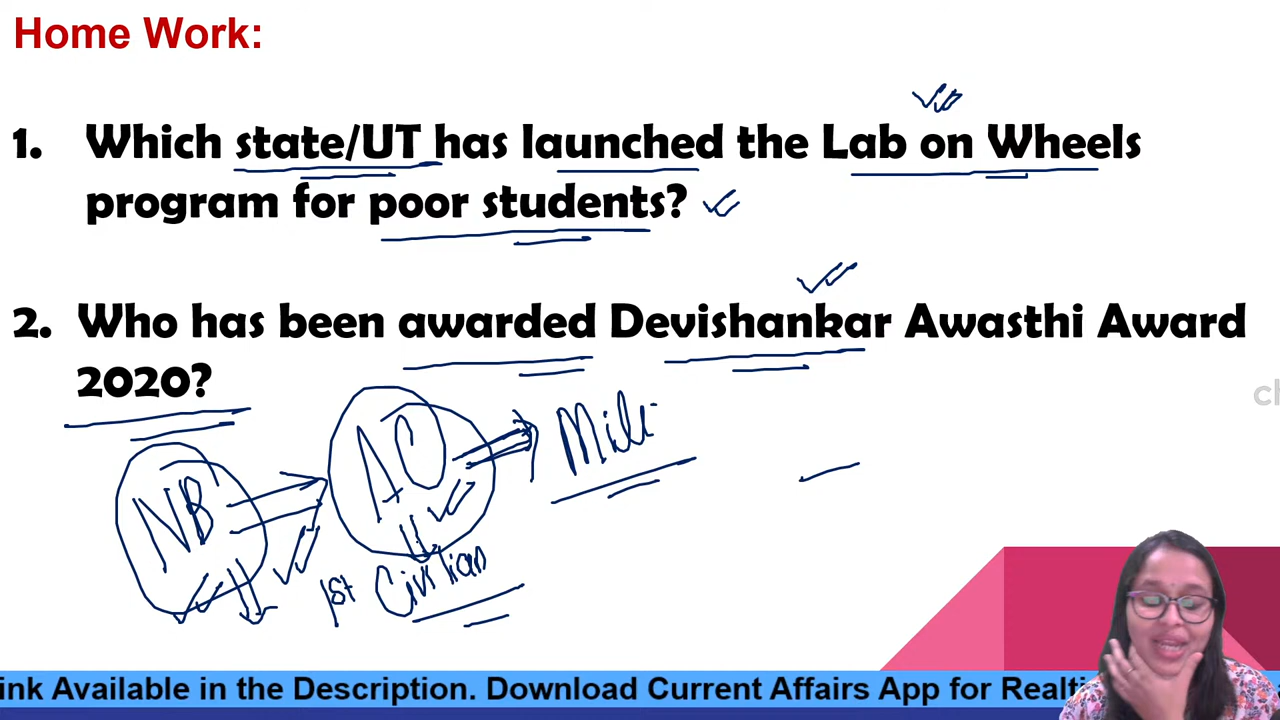 Home Work:
1. Which state/UT has launched the Lab on Wheels
program for poor students?
2. Who has been awarded Devishankar Awasthi Award
2020?
NB
AC
Mili
1st Civilian
ch
ink Available in the Description. Download Current Affairs App for Realti